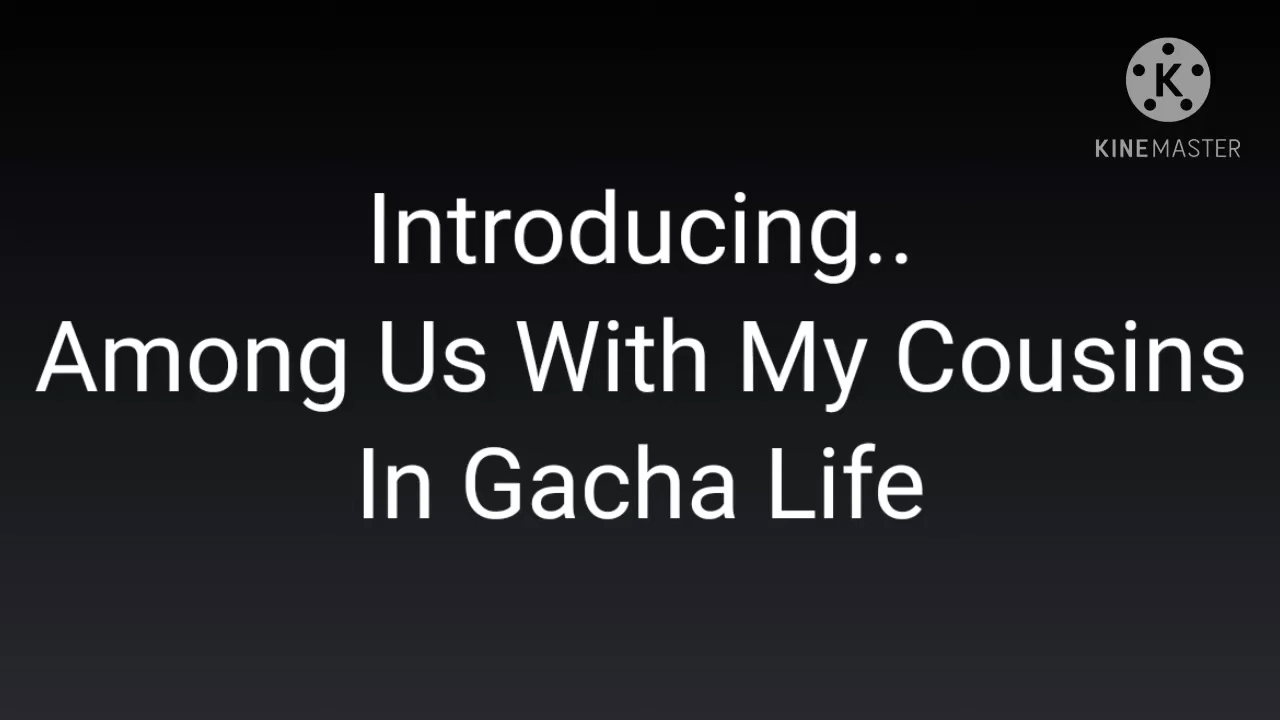 K
KINEMASTER
Introducing..
Among Us With My Cousins
In Gacha Life